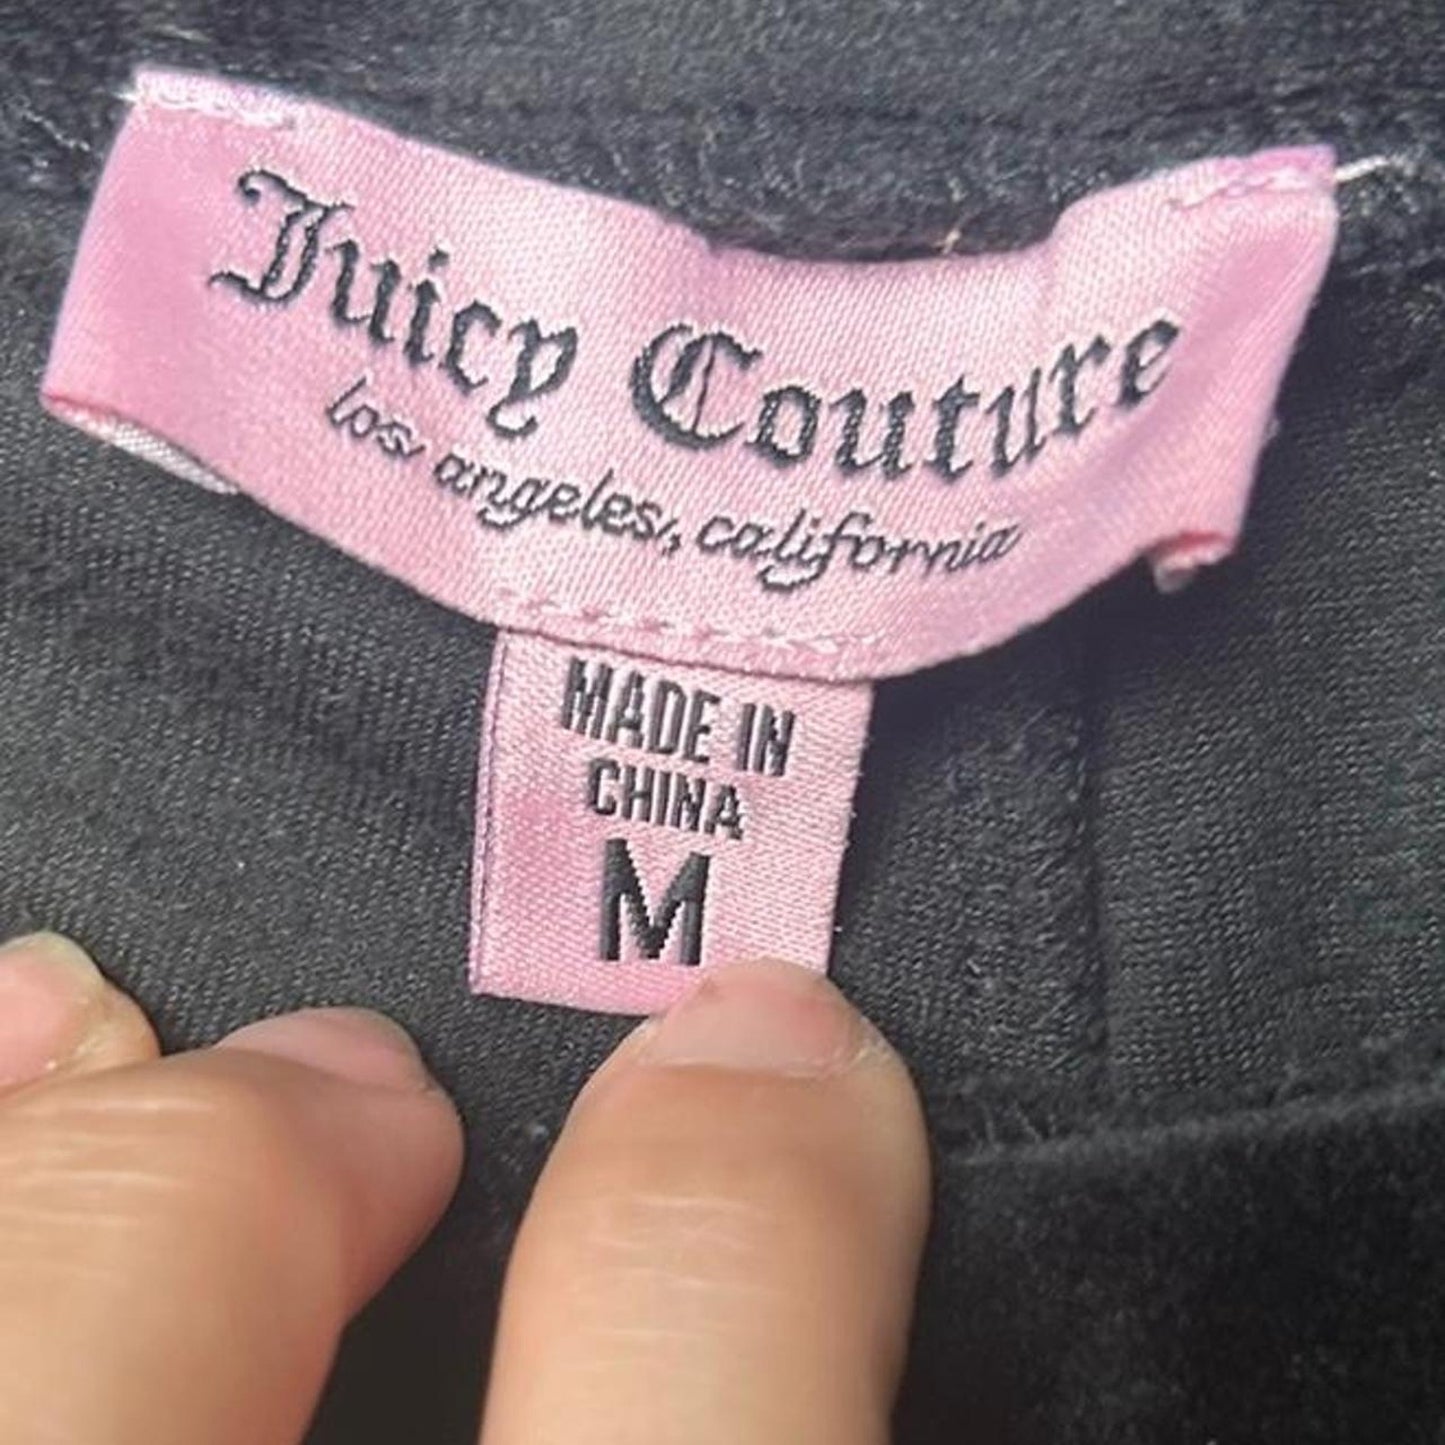 Juicy Couture
los angeles, california
MADE IN
CHINA
M